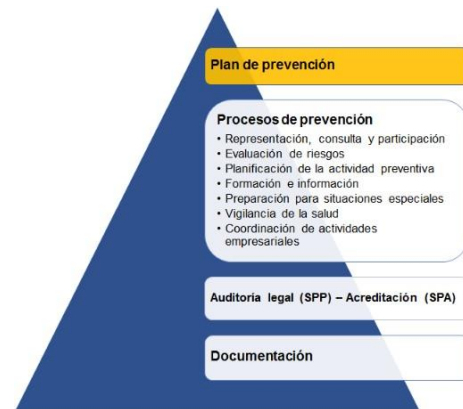 Plan de prevención
Procesos de prevención
• Representación, consulta y participación
• Evaluación de riesgos
• Planificación de la actividad preventiva
• Formación e información
• Preparación para situaciones especiales
• Vigilancia de la salud
• Coordinación de actividades
empresariales
Auditoría legal (SPP) – Acreditación (SPA)
Documentación